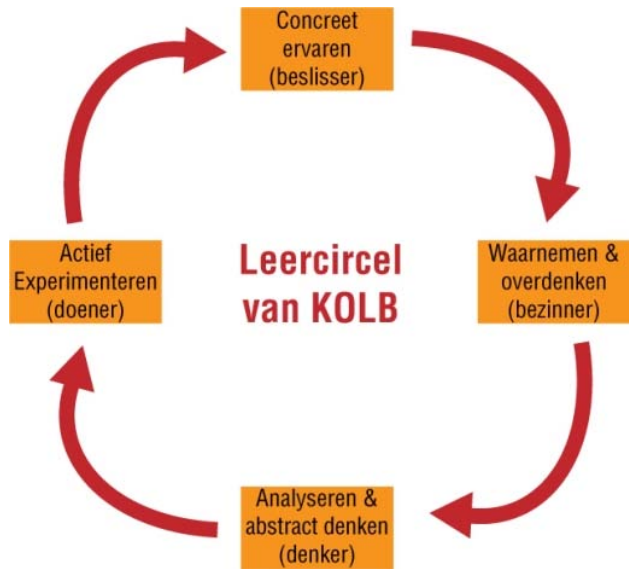 Concreet
ervaren
(beslisser)
Actief
Experimenteren
(doener)
Leercircel
van KOLB
Waarnemen &
overdenken
(bezinner)
Analyseren &
abstract denken
(denker)